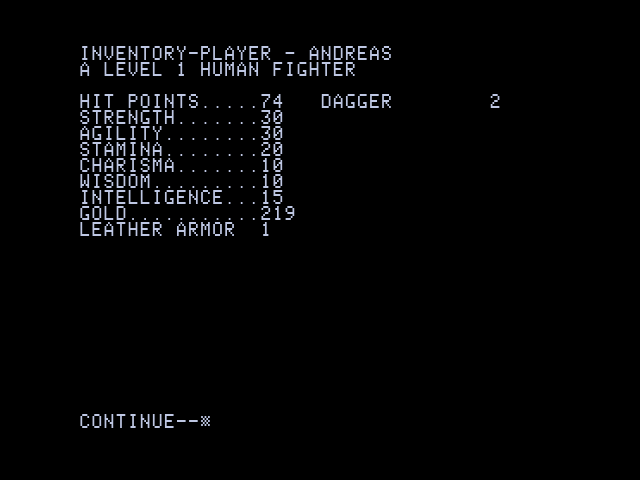 INVENTORY-PLAYER - ANDREAS
A LEVEL 1 HUMAN FIGHTER
HIT POINTS.....74 DAGGER 2
STRENGTH.......30
AGILITY........30
STAMINA........20
CHARISMA.......10
WISDOM.........10
INTELLIGENCE...15
GOLD...........219
LEATHER ARMOR 1
CONTINUE--